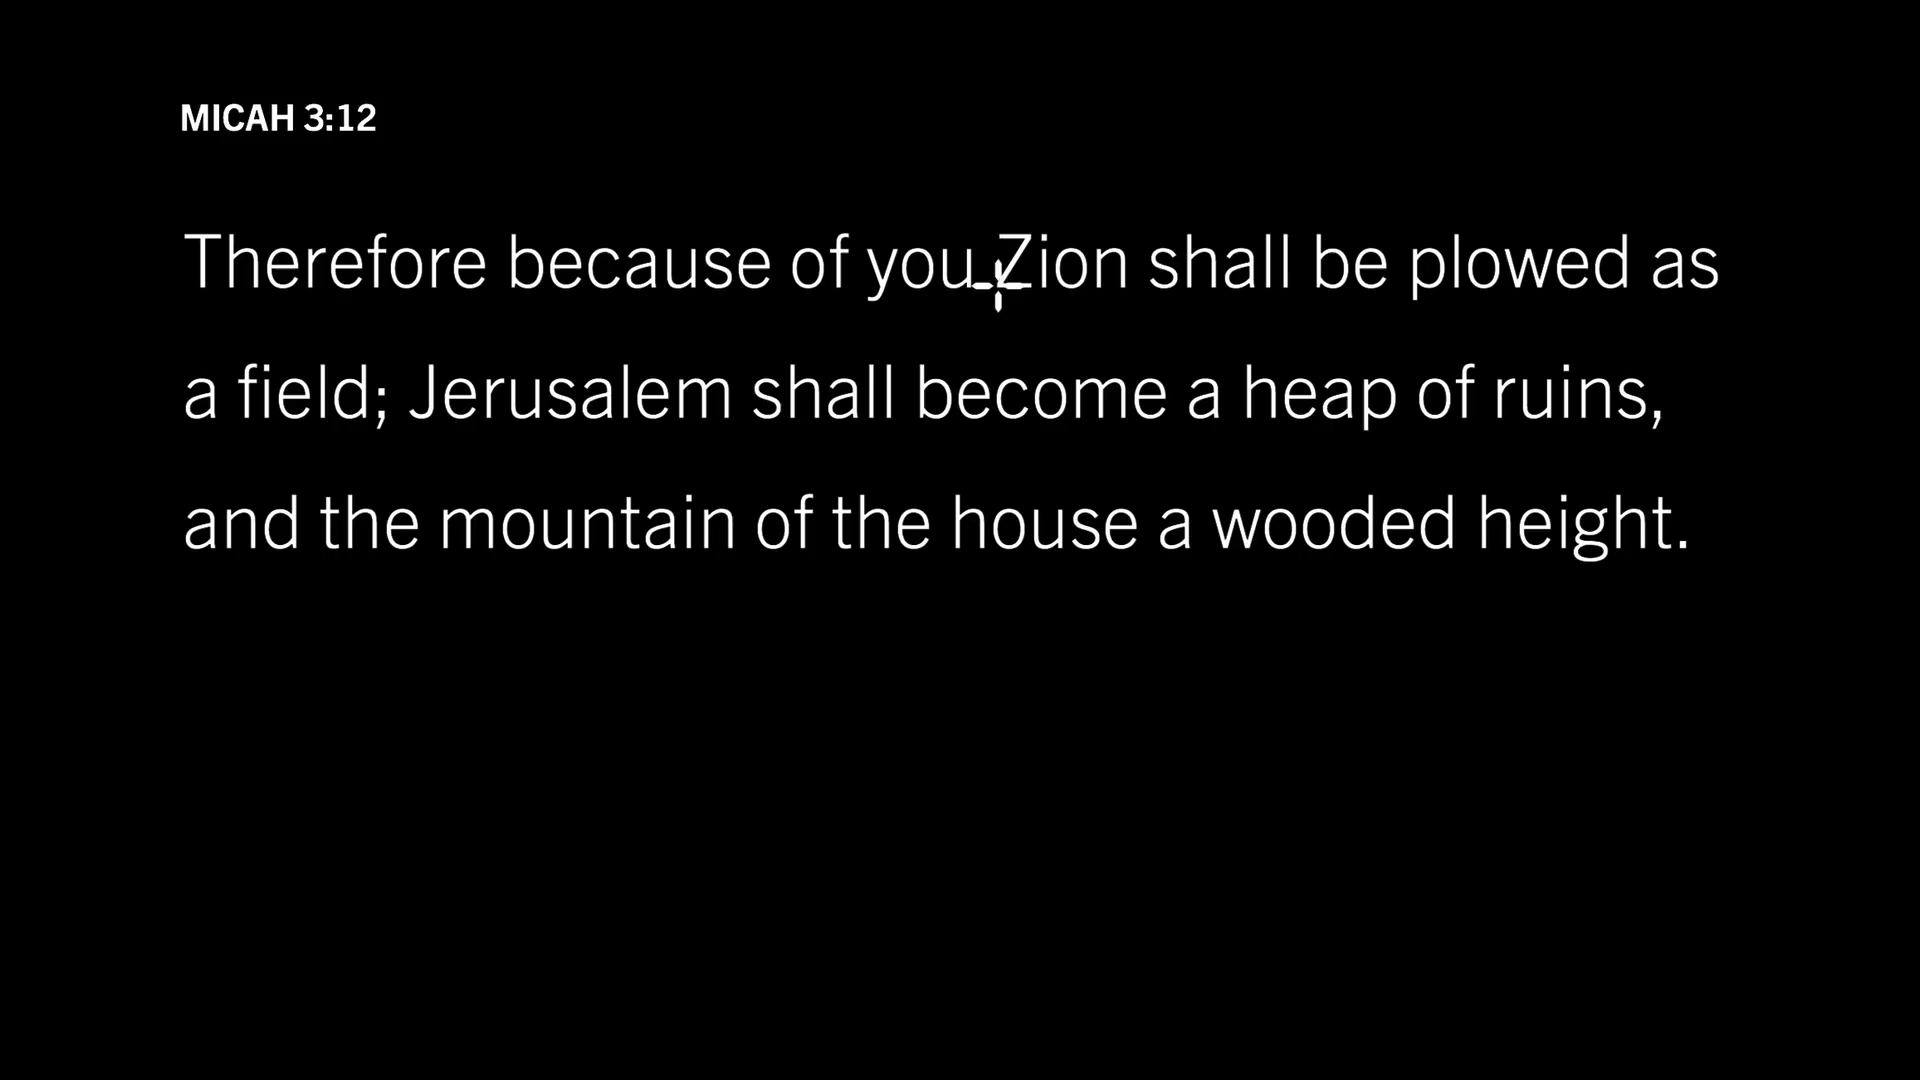 MICAH 3:12
Therefore because of you Zion shall be plowed as
a field; Jerusalem shall become a heap of ruins,
and the mountain of the house a wooded height.